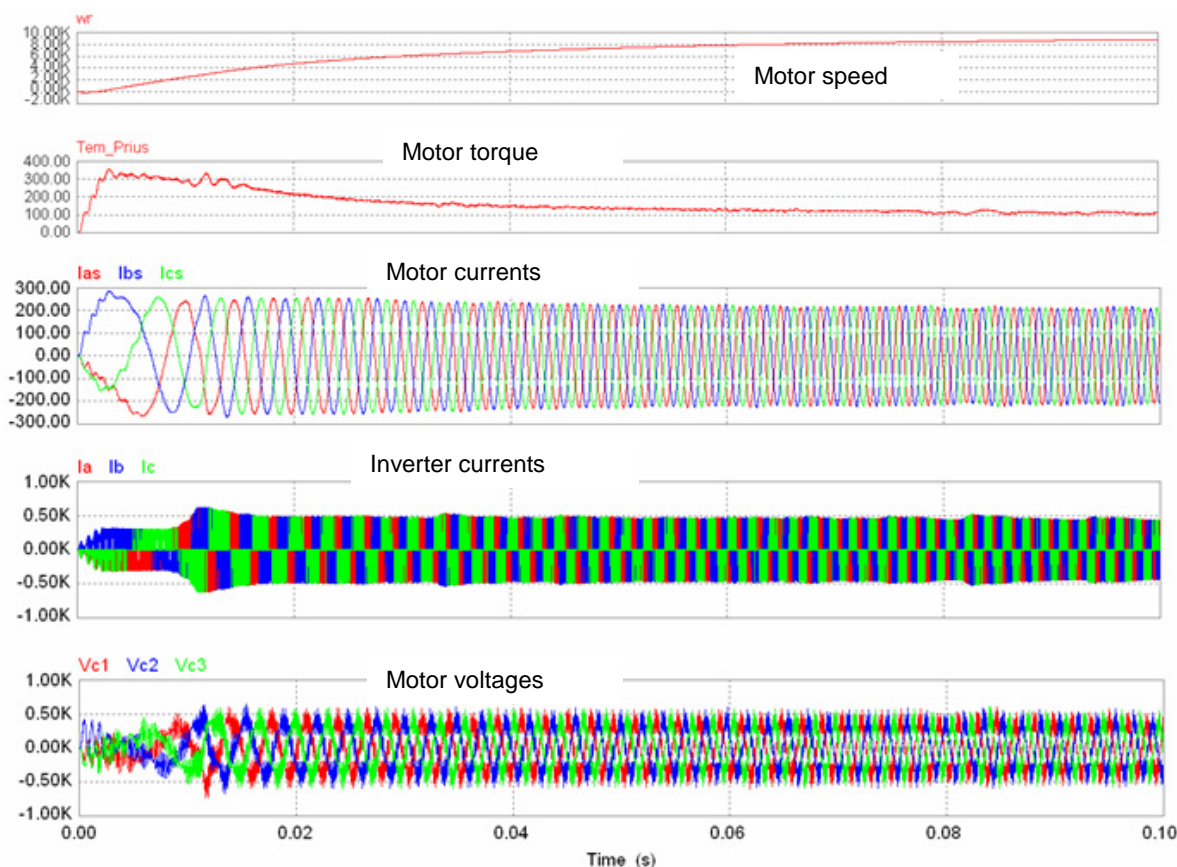 wr
10.00K
8.00K
6.00K
4.00K
2.00K
0.00K
-2.00K
Motor speed
Tem_Prius
Motor torque
400.00
300.00
200.00
100.00
0.00
Ias Ibs Ics
Motor currents
300.00
200.00
100.00
0.00
-100.00
-200.00
-300.00
Ia Ib Ic
Inverter currents
1.00K
0.50K
0.00K
-0.50K
-1.00K
Vc1 Vc2 Vc3
Motor voltages
1.00K
0.50K
0.00K
-0.50K
-1.00K
0.00 0.02 0.04 0.06 0.08 0.10
Time (s)